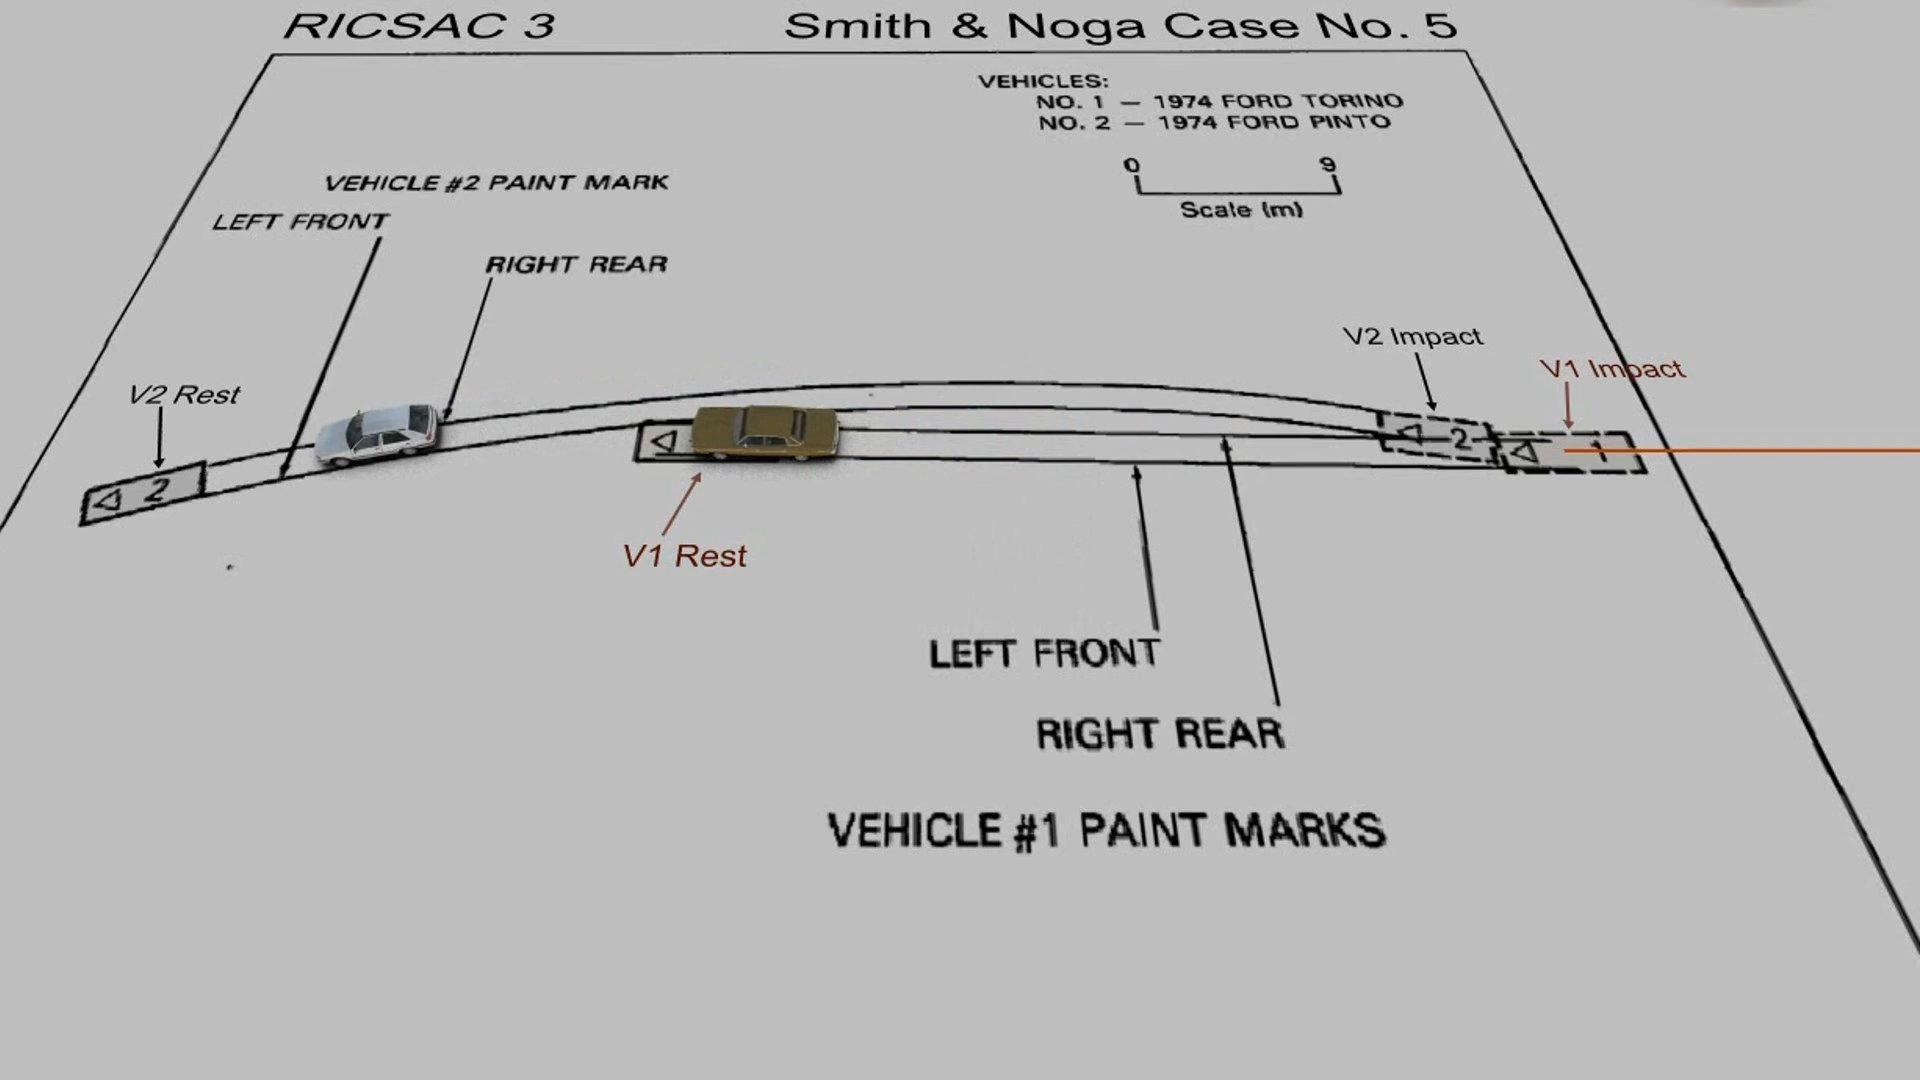 RICSAC 3
Smith & Noga Case No. 5
VEHICLES:
NO. 1 — 1974 FORD TORINO
NO. 2 — 1974 FORD PINTO
0 9
Scale (m)
VEHICLE #2 PAINT MARK
LEFT FRONT
RIGHT REAR
V2 Impact
V1 Impact
V2 Rest
2
1
2
V1 Rest
LEFT FRONT
RIGHT REAR
VEHICLE #1 PAINT MARKS